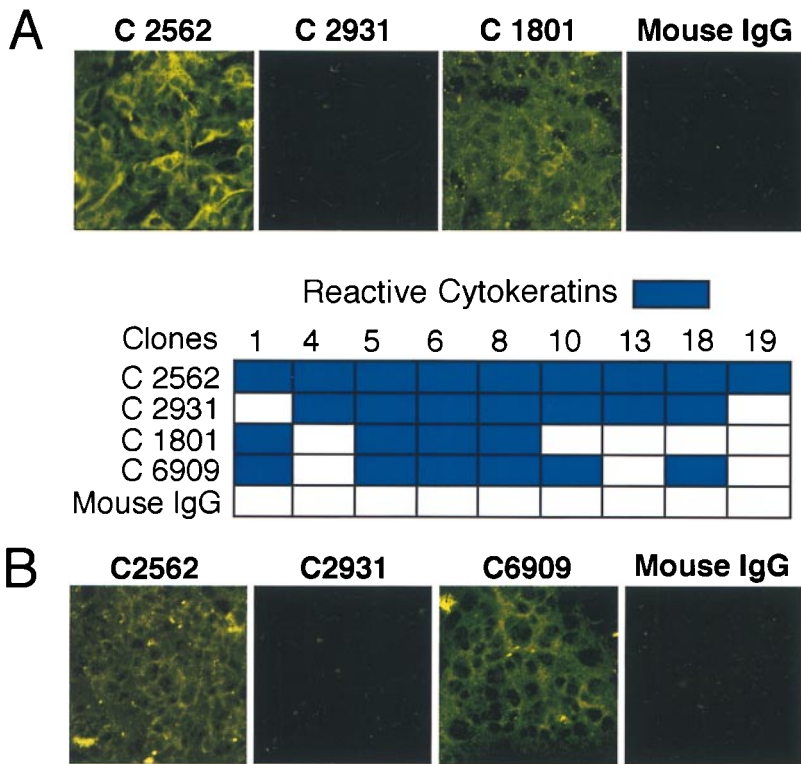 A
C 2562 C 2931 C 1801 Mouse IgG
Reactive Cytokeratins
Clones 1 4 5 6 8 10 13 18 19
C 2562
C 2931
C 1801
C 6909
Mouse IgG
B
C2562 C2931 C6909 Mouse IgG